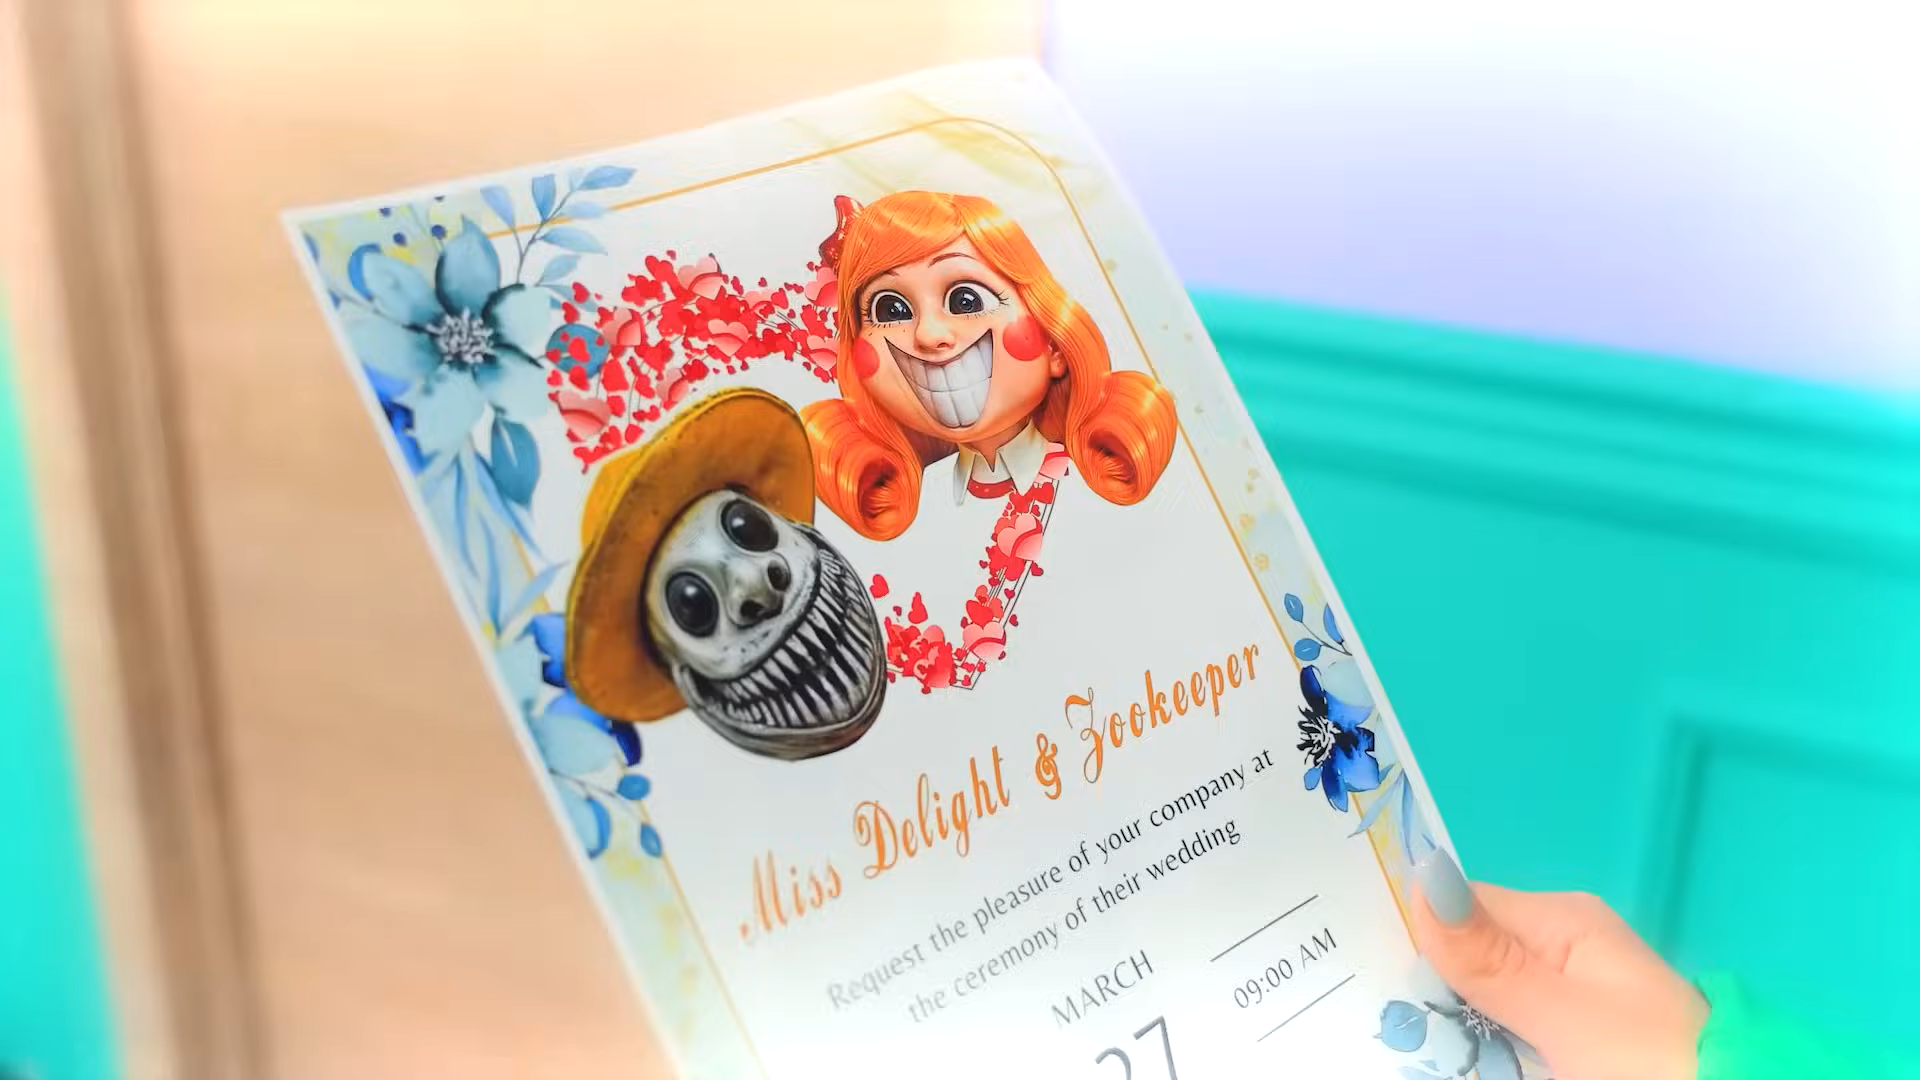 Miss Delight & Zookeeper
Request the pleasure of your company at
the ceremony of their wedding
MARCH
09:00 AM
27